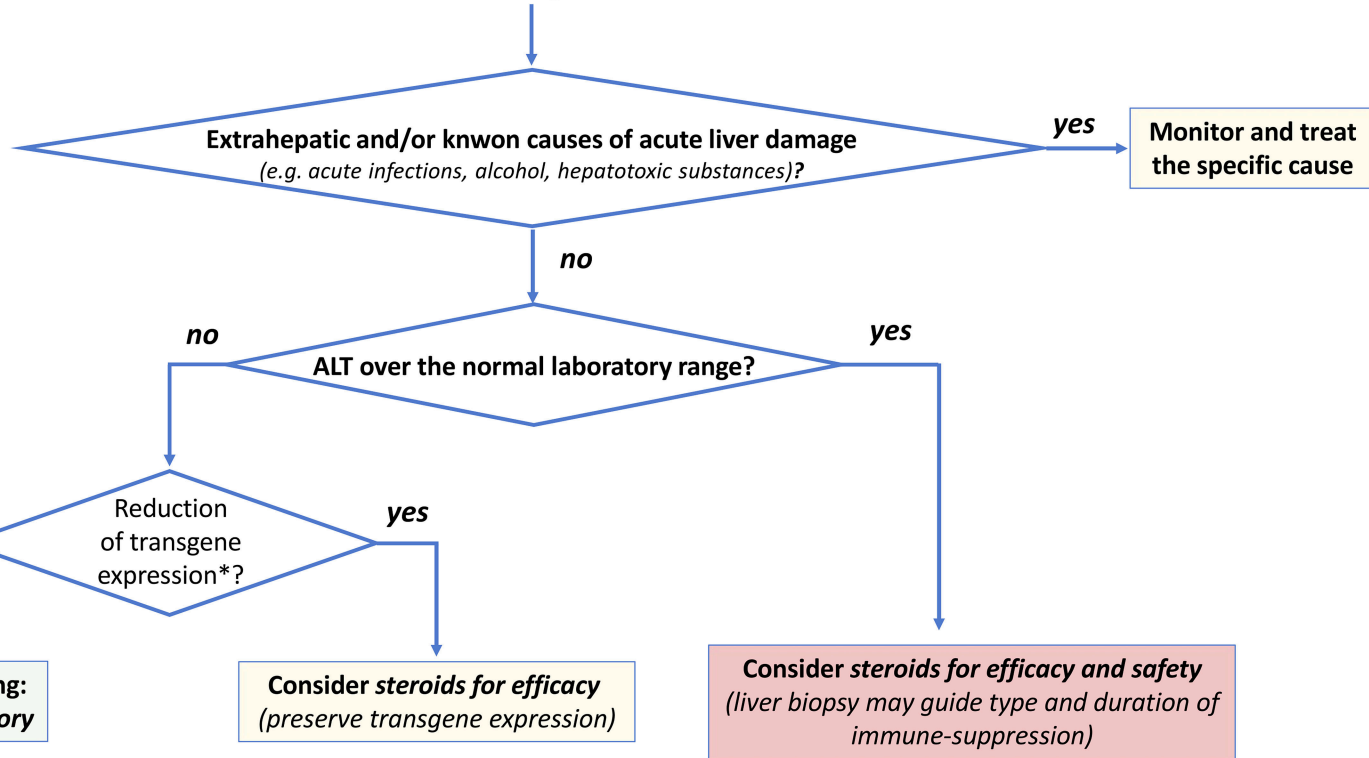 Extrahepatic and/or knwon causes of acute liver damage
(e.g. acute infections, alcohol, hepatotoxic substances)?
yes
Monitor and treat
the specific cause
no
no
ALT over the normal laboratory range?
yes
Reduction
of transgene
expression*?
yes
ng:
ory
Consider steroids for efficacy
(preserve transgene expression)
Consider steroids for efficacy and safety
(liver biopsy may guide type and duration of
immune-suppression)